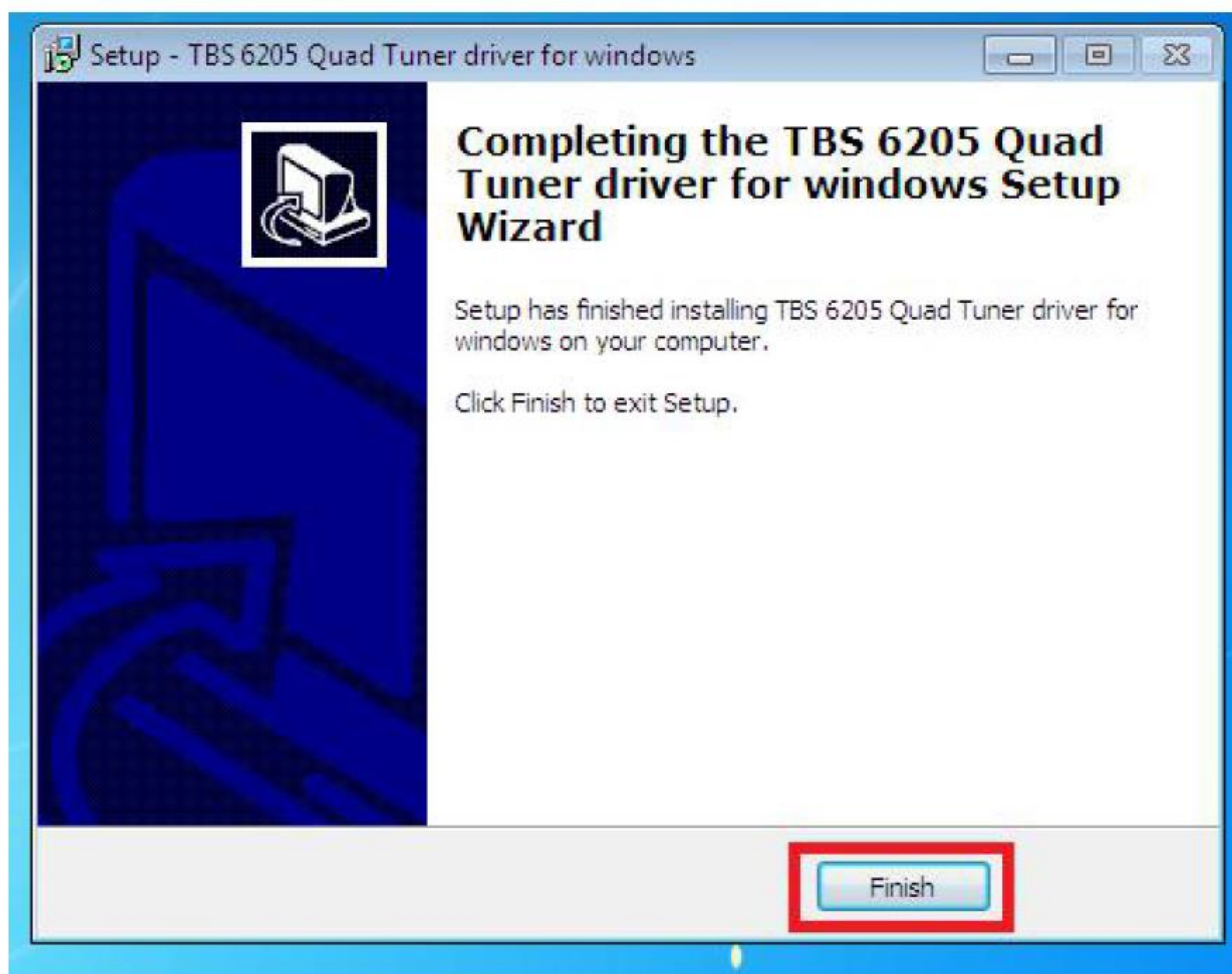 Setup - TBS 6205 Quad Tuner driver for windows
Completing the TBS 6205 Quad
Tuner driver for windows Setup
Wizard
Setup has finished installing TBS 6205 Quad Tuner driver for
windows on your computer.
Click Finish to exit Setup.
Finish